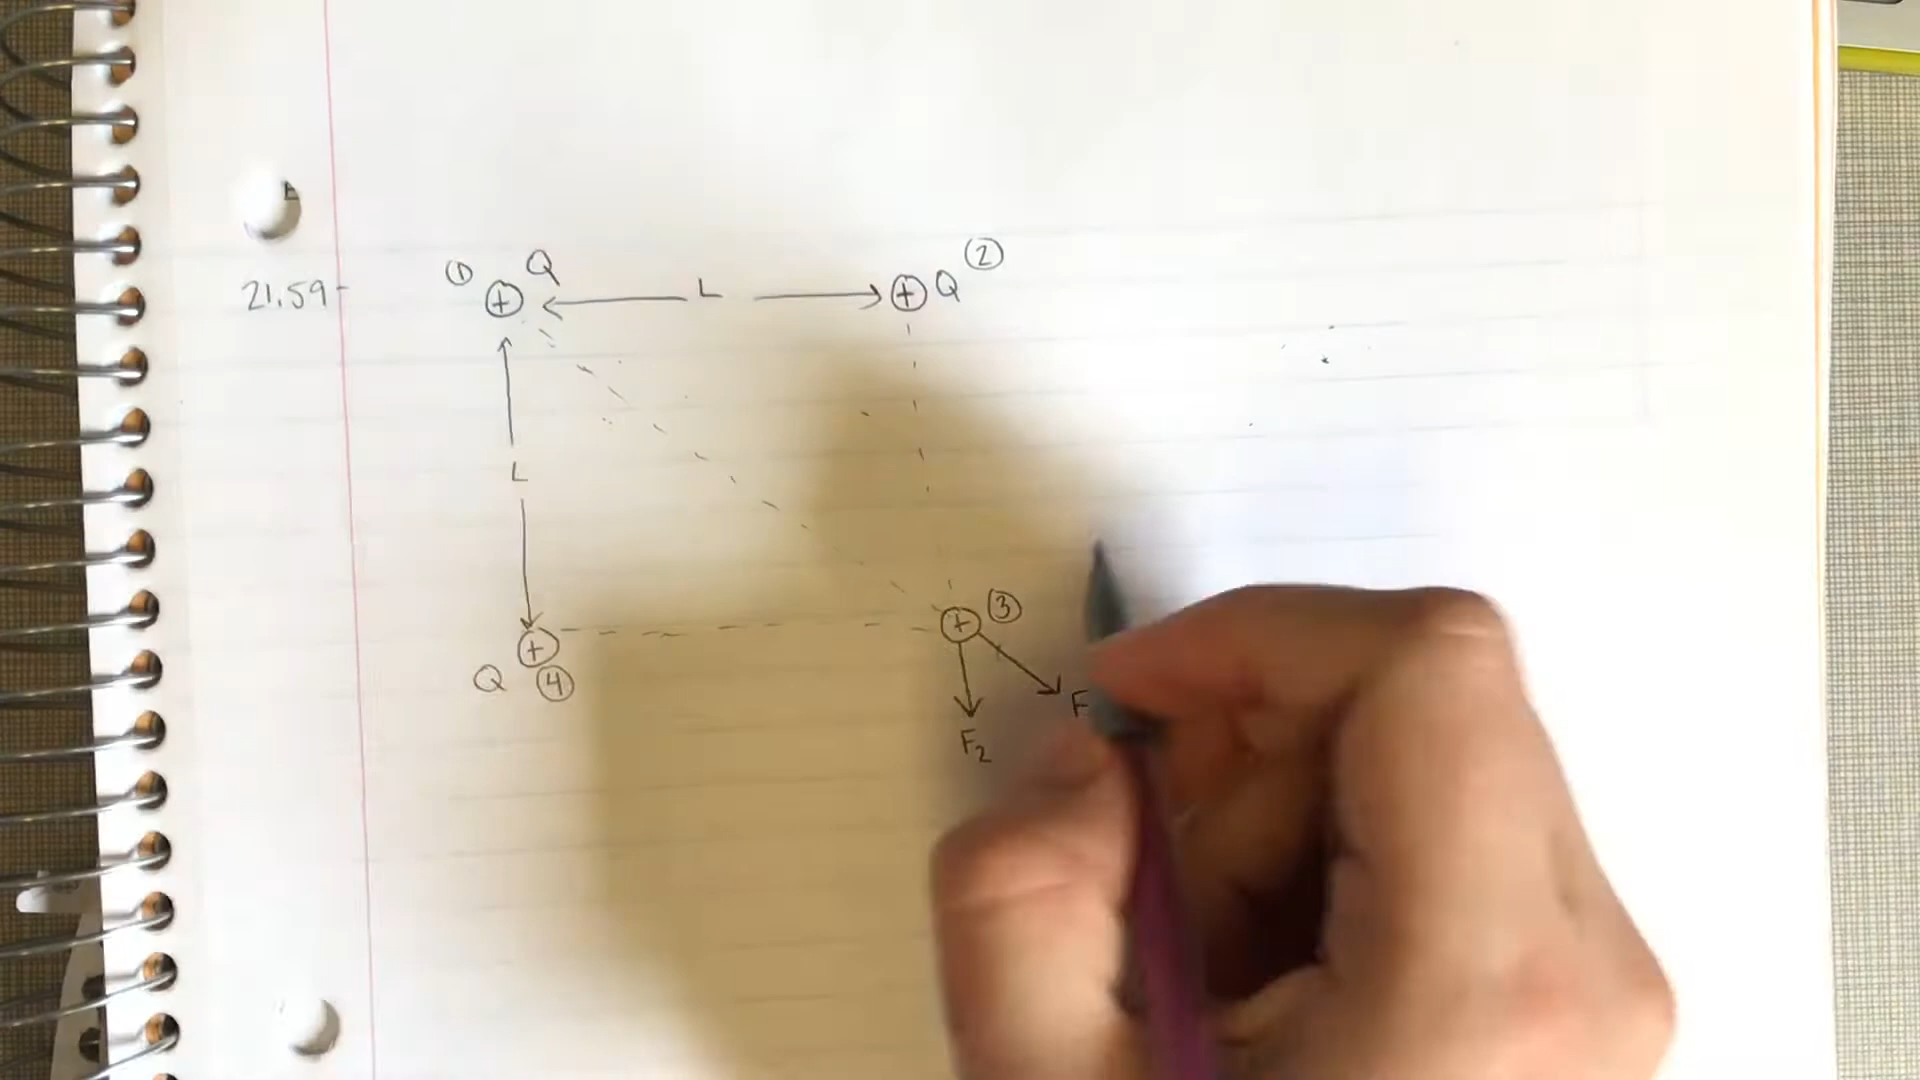 ② 
① Q
21.59 + L + Q
L
+ ③
+
Q ④
F
F₂